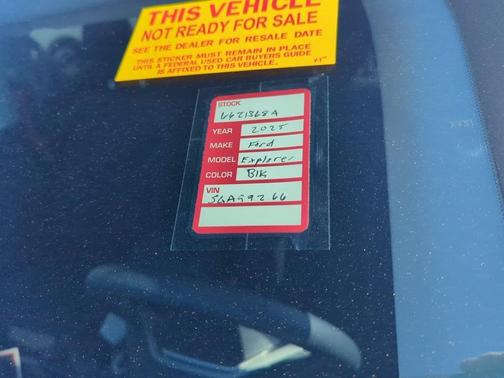 THIS VEHICLE
NOT READY FOR SALE
SEE THE DEALER FOR RESALE DATE
THIS STICKER MUST REMAIN IN PLACE
UNTIL A FEDERAL USED CAR BUYERS GUIDE
IS AFFIXED TO THIS VEHICLE.
STOCK
YEAR 2025
MAKE Ford
MODEL Explorer
COLOR Blk
VIN